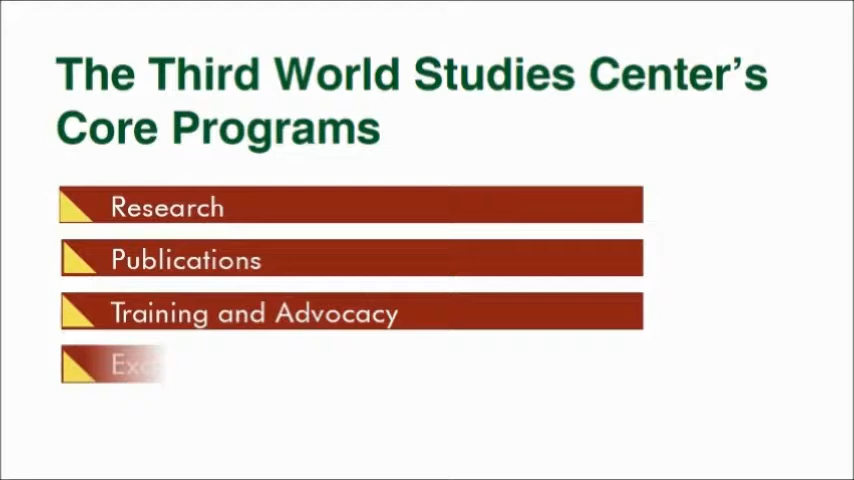 The Third World Studies Center’s
Core Programs
Research
Publications
Training and Advocacy